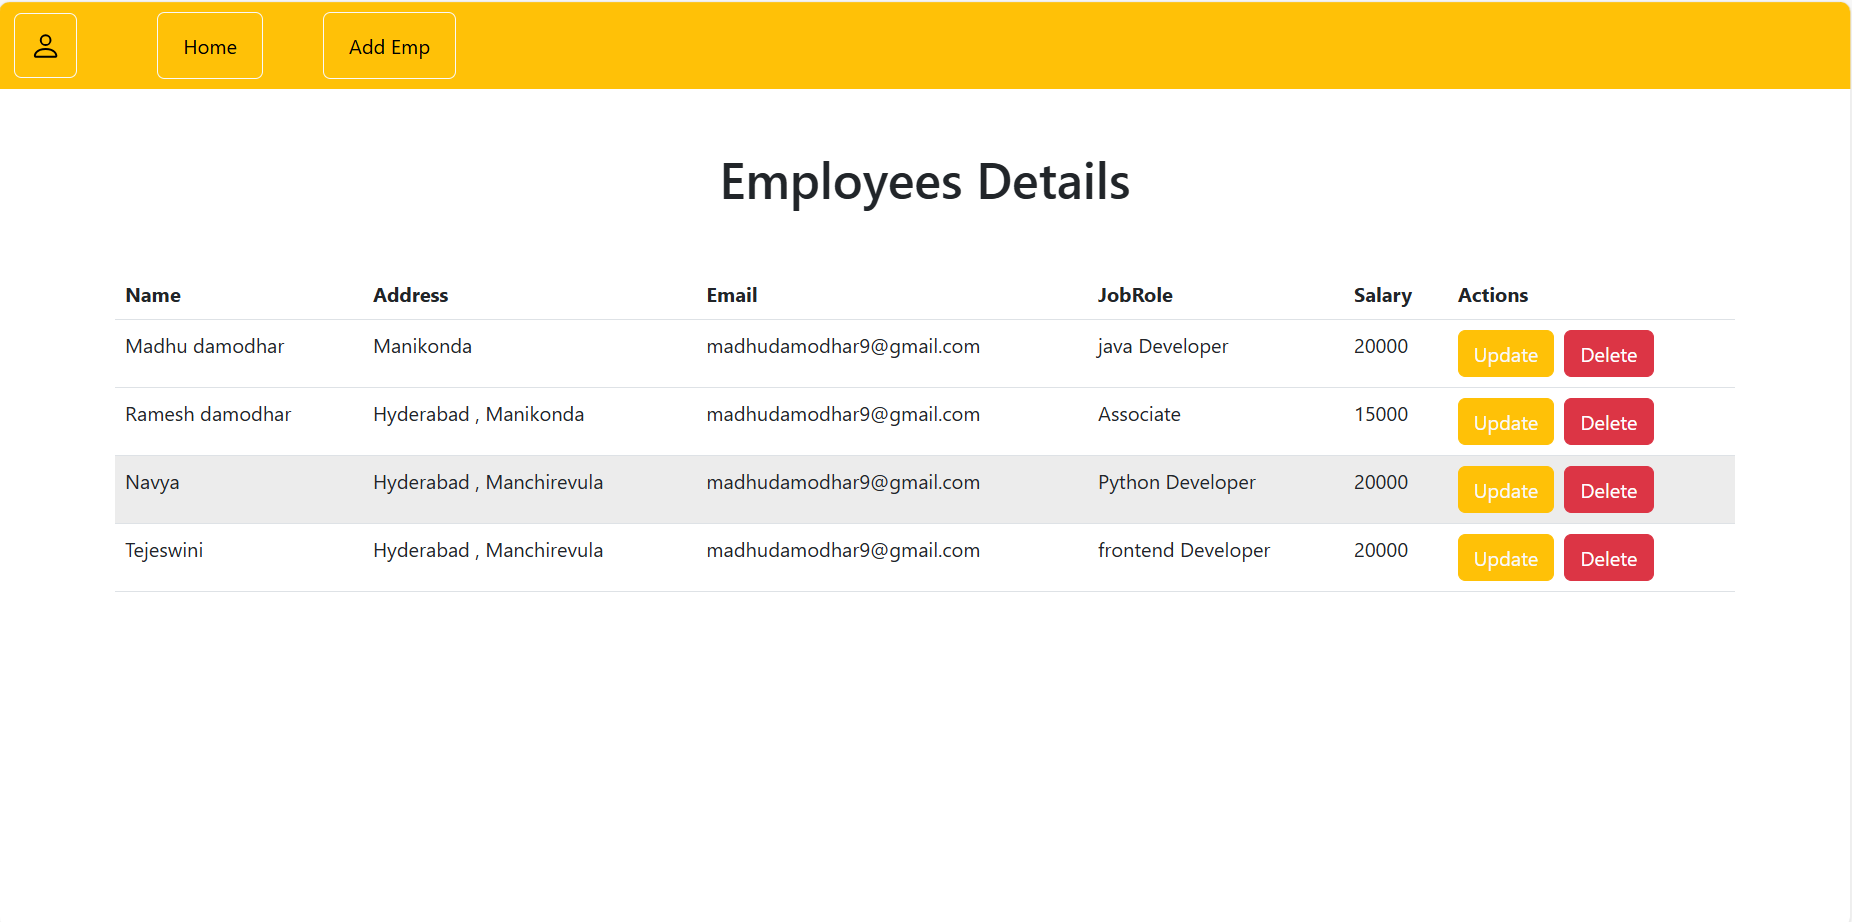 Home Add Emp
Employees Details
Name Address Email JobRole Salary Actions
Madhu damodhar Manikonda madhudamodhar9@gmail.com java Developer 20000 Update Delete
Ramesh damodhar Hyderabad , Manikonda madhudamodhar9@gmail.com Associate 15000 Update Delete
Navya Hyderabad , Manchirevula madhudamodhar9@gmail.com Python Developer 20000 Update Delete
Tejeswini Hyderabad , Manchirevula madhudamodhar9@gmail.com frontend Developer 20000 Update Delete